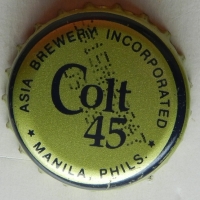 ASIA BREWERY INCORPORATED
Colt
45
★ MANILA, PHILS. ★